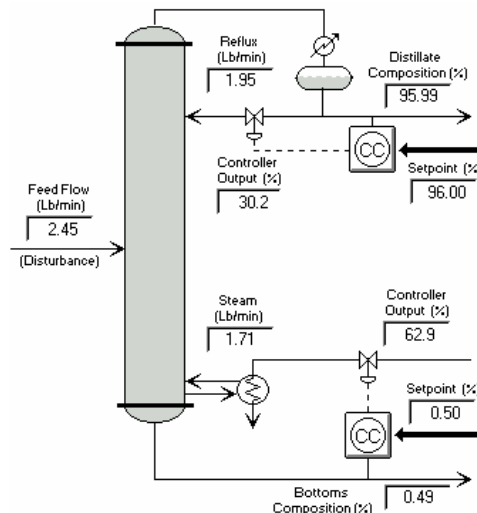 Reflux
(Lb/min)
1.95
Distillate
Composition (%)
95.99
CC
Controller
Output (%)
30.2
Setpoint (%)
96.00
Feed Flow
(Lb/min)
2.45
(Disturbance)
Steam
(Lb/min)
1.71
Controller
Output (%)
62.9
Setpoint (%)
0.50
CC
Bottoms
Composition (%)
0.49